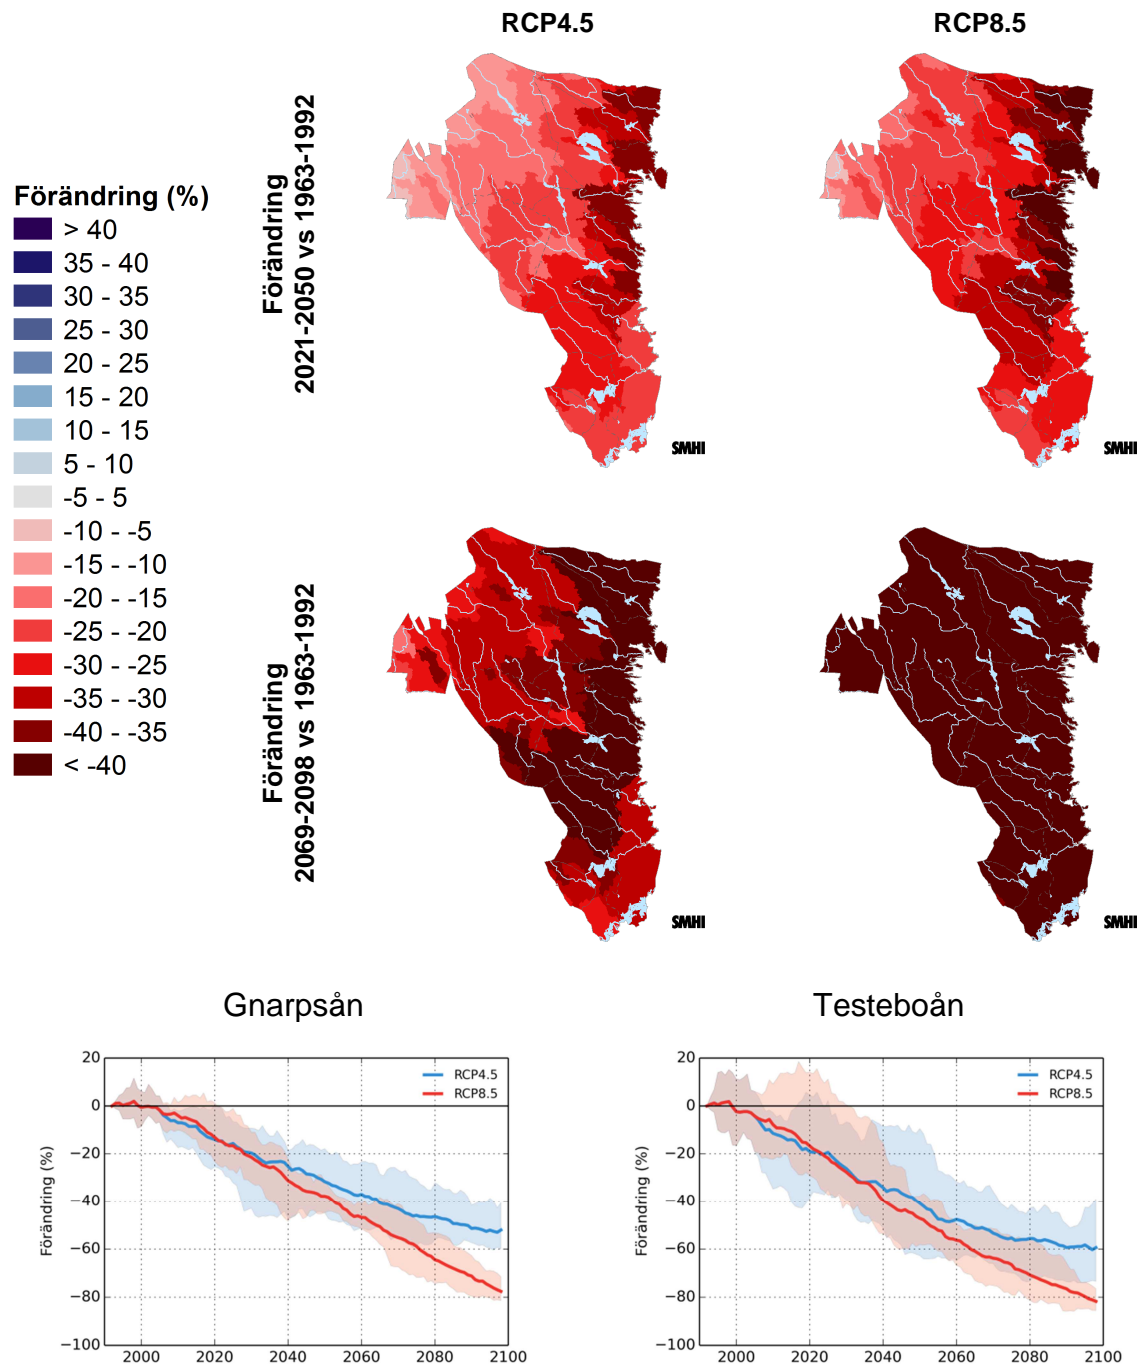 RCP4.5
RCP8.5
Förändring
2021-2050 vs 1963-1992
Förändring (%)
> 40
35 - 40
30 - 35
25 - 30
20 - 25
15 - 20
10 - 15
5 - 10
-5 - 5
-10 - -5
-15 - -10
-20 - -15
-25 - -20
-30 - -25
-35 - -30
-40 - -35
< -40
SMHI
SMHI
Förändring
2069-2098 vs 1963-1992
SMHI
SMHI
Gnarpsån
Förändring (%)
20
0
−20
−40
−60
−80
−100
2000
2020
2040
2060
2080
2100
RCP4.5
RCP8.5
Testeboån
Förändring (%)
20
0
−20
−40
−60
−80
−100
2000
2020
2040
2060
2080
2100
RCP4.5
RCP8.5